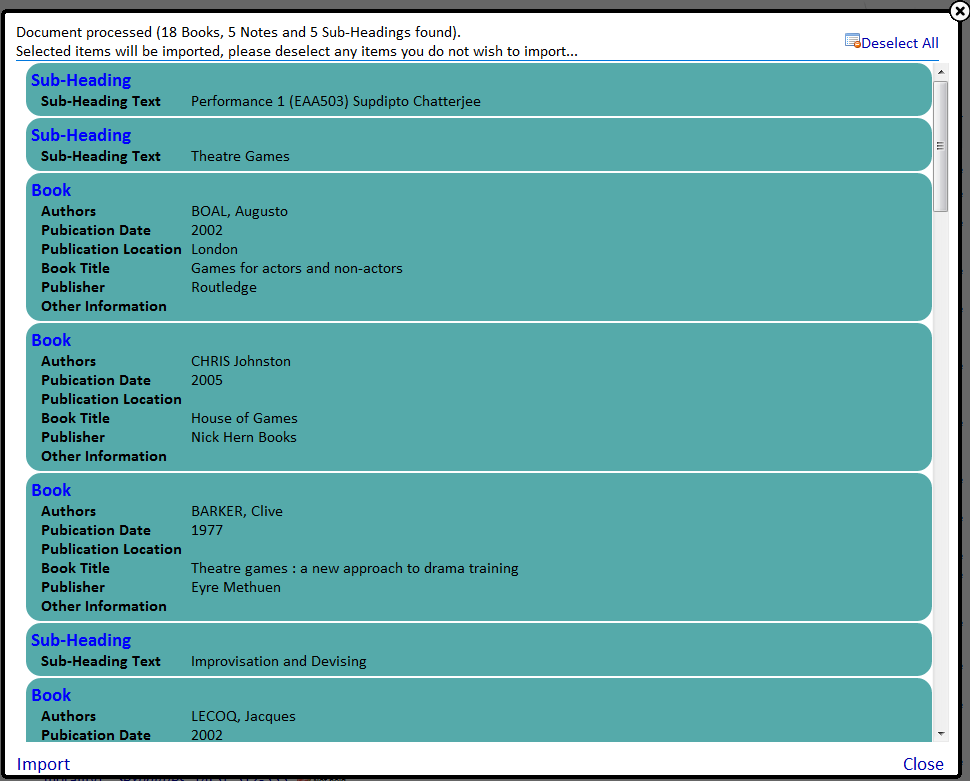 Document processed (18 Books, 5 Notes and 5 Sub-Headings found).
Selected items will be imported, please deselect any items you do not wish to import...
Deselect All
Sub-Heading
Sub-Heading Text Performance 1 (EAA503) Supdipto Chatterjee
Sub-Heading
Sub-Heading Text Theatre Games
Book
Authors BOAL, Augusto
Pubication Date 2002
Publication Location London
Book Title Games for actors and non-actors
Publisher Routledge
Other Information
Book
Authors CHRIS Johnston
Pubication Date 2005
Publication Location
Book Title House of Games
Publisher Nick Hern Books
Other Information
Book
Authors BARKER, Clive
Pubication Date 1977
Publication Location
Book Title Theatre games : a new approach to drama training
Publisher Eyre Methuen
Other Information
Sub-Heading
Sub-Heading Text Improvisation and Devising
Book
Authors LECOQ, Jacques
Pubication Date 2002
Import Close